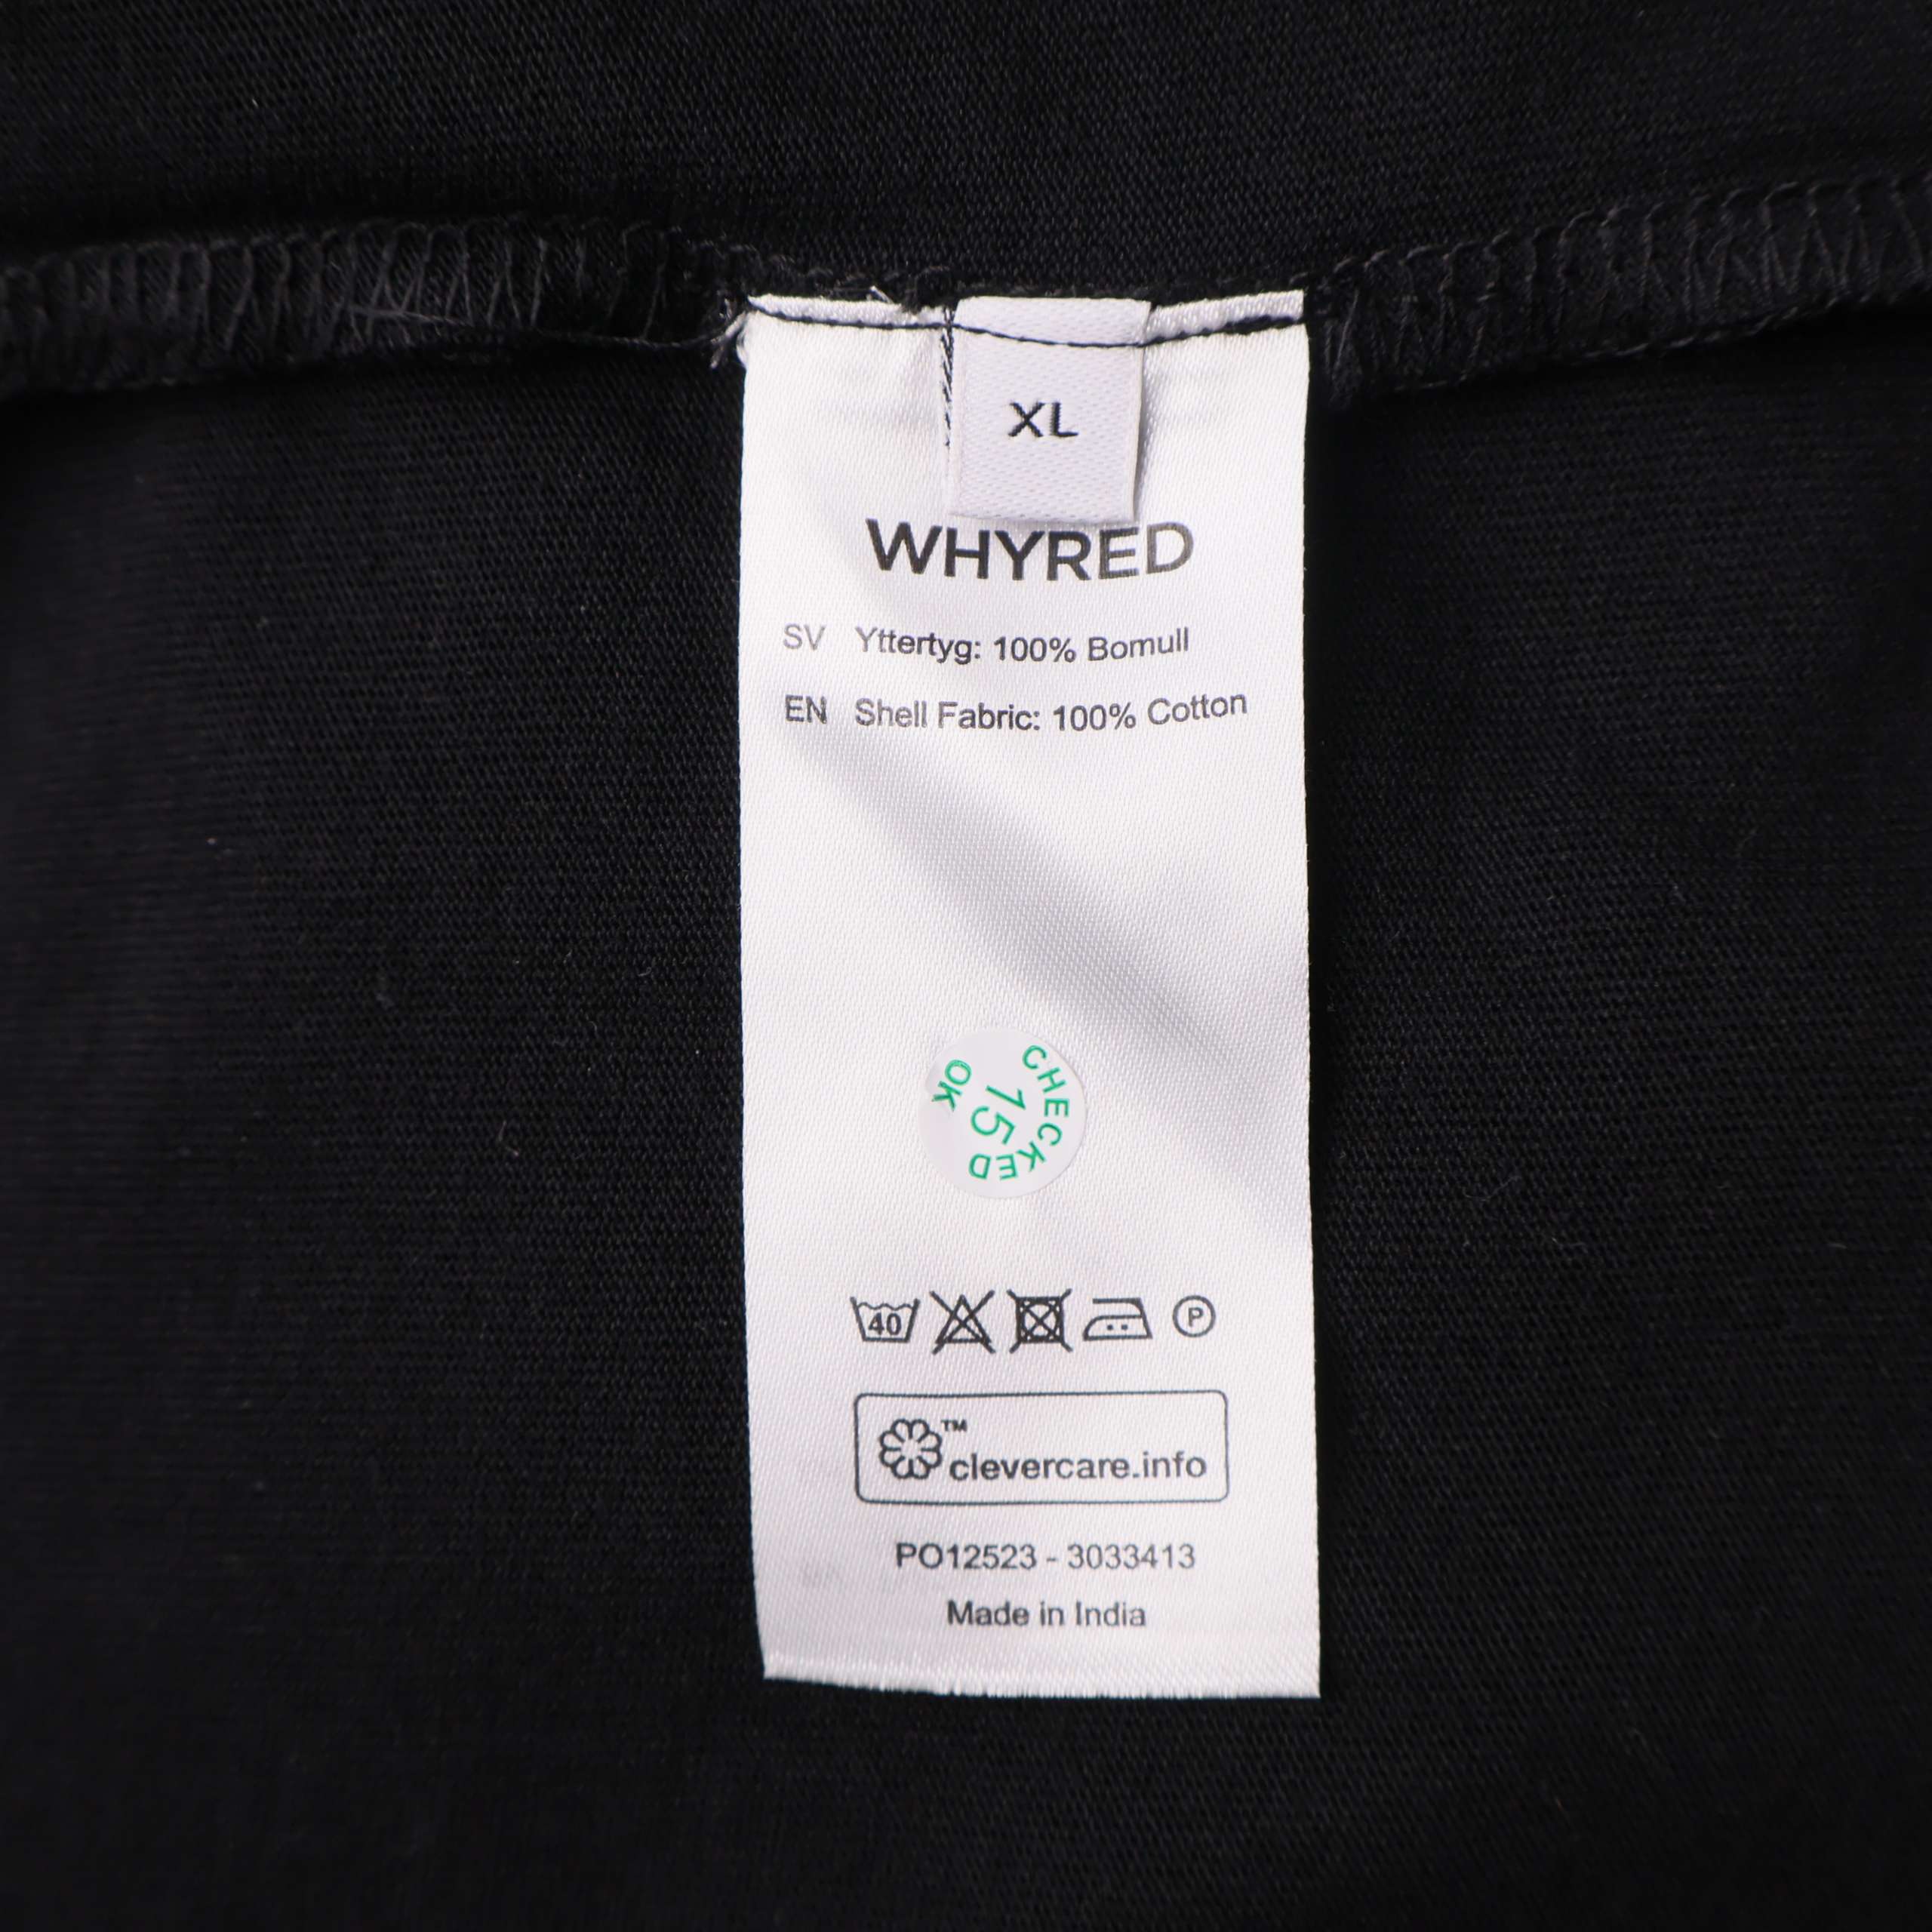 XL
WHYRED
SV Yttertyg: 100% Bomull
EN Shell Fabric: 100% Cotton
CHECKED
15
OK
40
P
™
clevercare.info
PO12523 - 3033413
Made in India